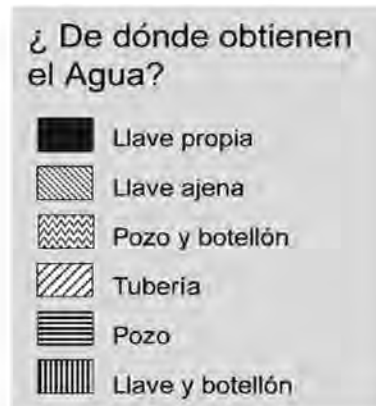 ¿ De dónde obtienen
el Agua?
Llave propia
Llave ajena
Pozo y botellón
Tubería
Pozo
Llave y botellón